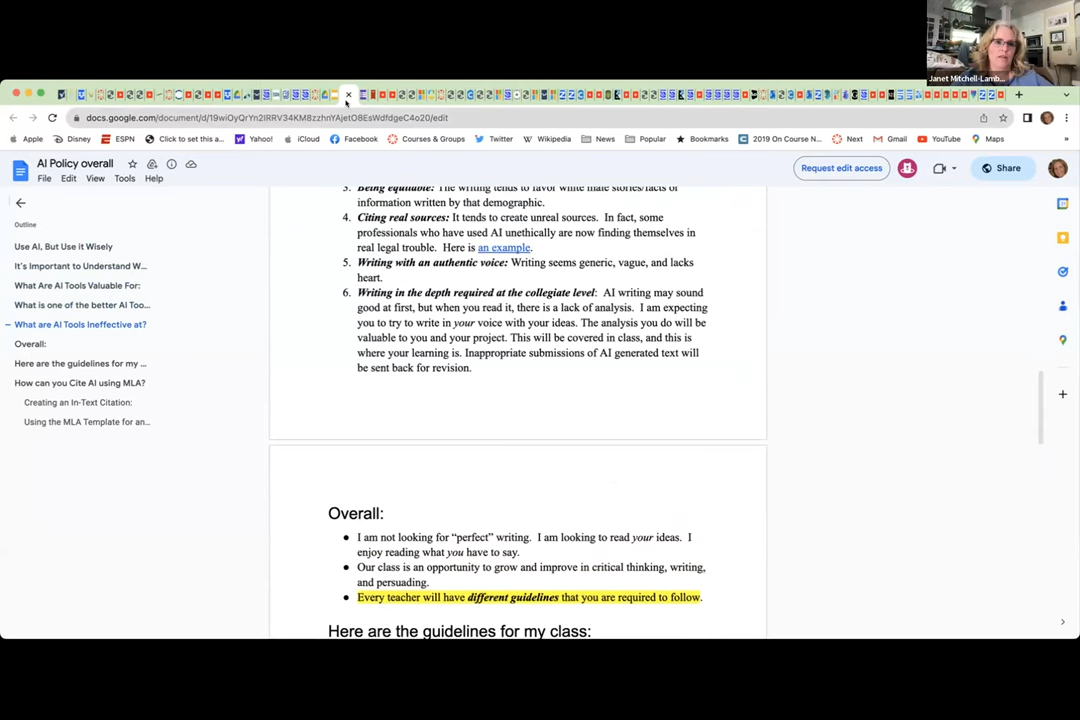 Janet Mitchell-Lamb...
docs.google.com/document/d/19wiOyQrYn2IRRV34KM8zzhnYAjetO8EsWdfdgeC4o20/edit
Apple
Disney
ESPN
Click to set this a...
Yahoo!
iCloud
Facebook
Courses & Groups
Twitter
Wikipedia
News
Popular
Bookmarks
2019 On Course N...
Next
Gmail
YouTube
Maps
AI Policy overall
File Edit View Tools Help
Request edit access
Share
Outline
Use AI, But Use it Wisely
It's Important to Understand W...
What Are AI Tools Valuable For:
What is one of the better AI Too...
What are AI Tools Ineffective at?
Overall:
Here are the guidelines for my ...
How can you Cite AI using MLA?
Creating an In-Text Citation:
Using the MLA Template for an...
3. Being equitable: The writing tends to favor white male stories/facts or
information written by that demographic.
4. Citing real sources: It tends to create unreal sources. In fact, some
professionals who have used AI unethically are now finding themselves in
real legal trouble. Here is an example.
5. Writing with an authentic voice: Writing seems generic, vague, and lacks
heart.
6. Writing in the depth required at the collegiate level: AI writing may sound
good at first, but when you read it, there is a lack of analysis. I am expecting
you to try to write in your voice with your ideas. The analysis you do will be
valuable to you and your project. This will be covered in class, and this is
where your learning is. Inappropriate submissions of AI generated text will
be sent back for revision.
Overall:
● I am not looking for “perfect” writing. I am looking to read your ideas. I
enjoy reading what you have to say.
● Our class is an opportunity to grow and improve in critical thinking, writing,
and persuading.
● Every teacher will have different guidelines that you are required to follow.
Here are the guidelines for my class: